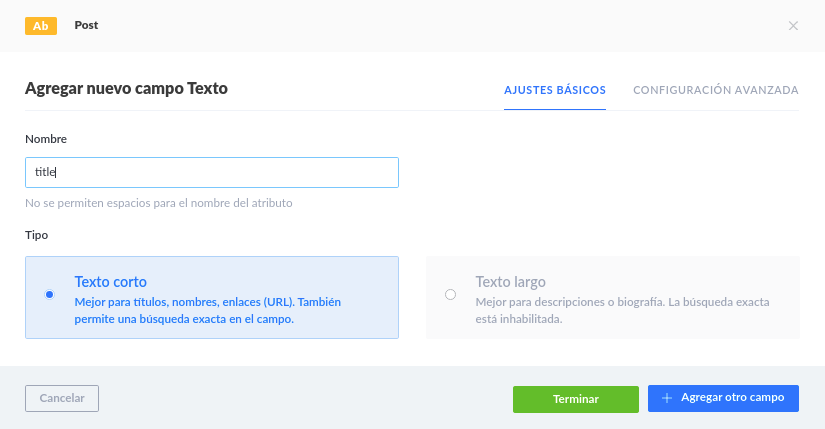 Ab Post
Agregar nuevo campo Texto
AJUSTES BÁSICOS CONFIGURACIÓN AVANZADA
Nombre
title
No se permiten espacios para el nombre del atributo
Tipo
Texto corto
Mejor para títulos, nombres, enlaces (URL). También
permite una búsqueda exacta en el campo.
Texto largo
Mejor para descripciones o biografía. La búsqueda exacta
está inhabilitada.
Cancelar
Terminar
Agregar otro campo